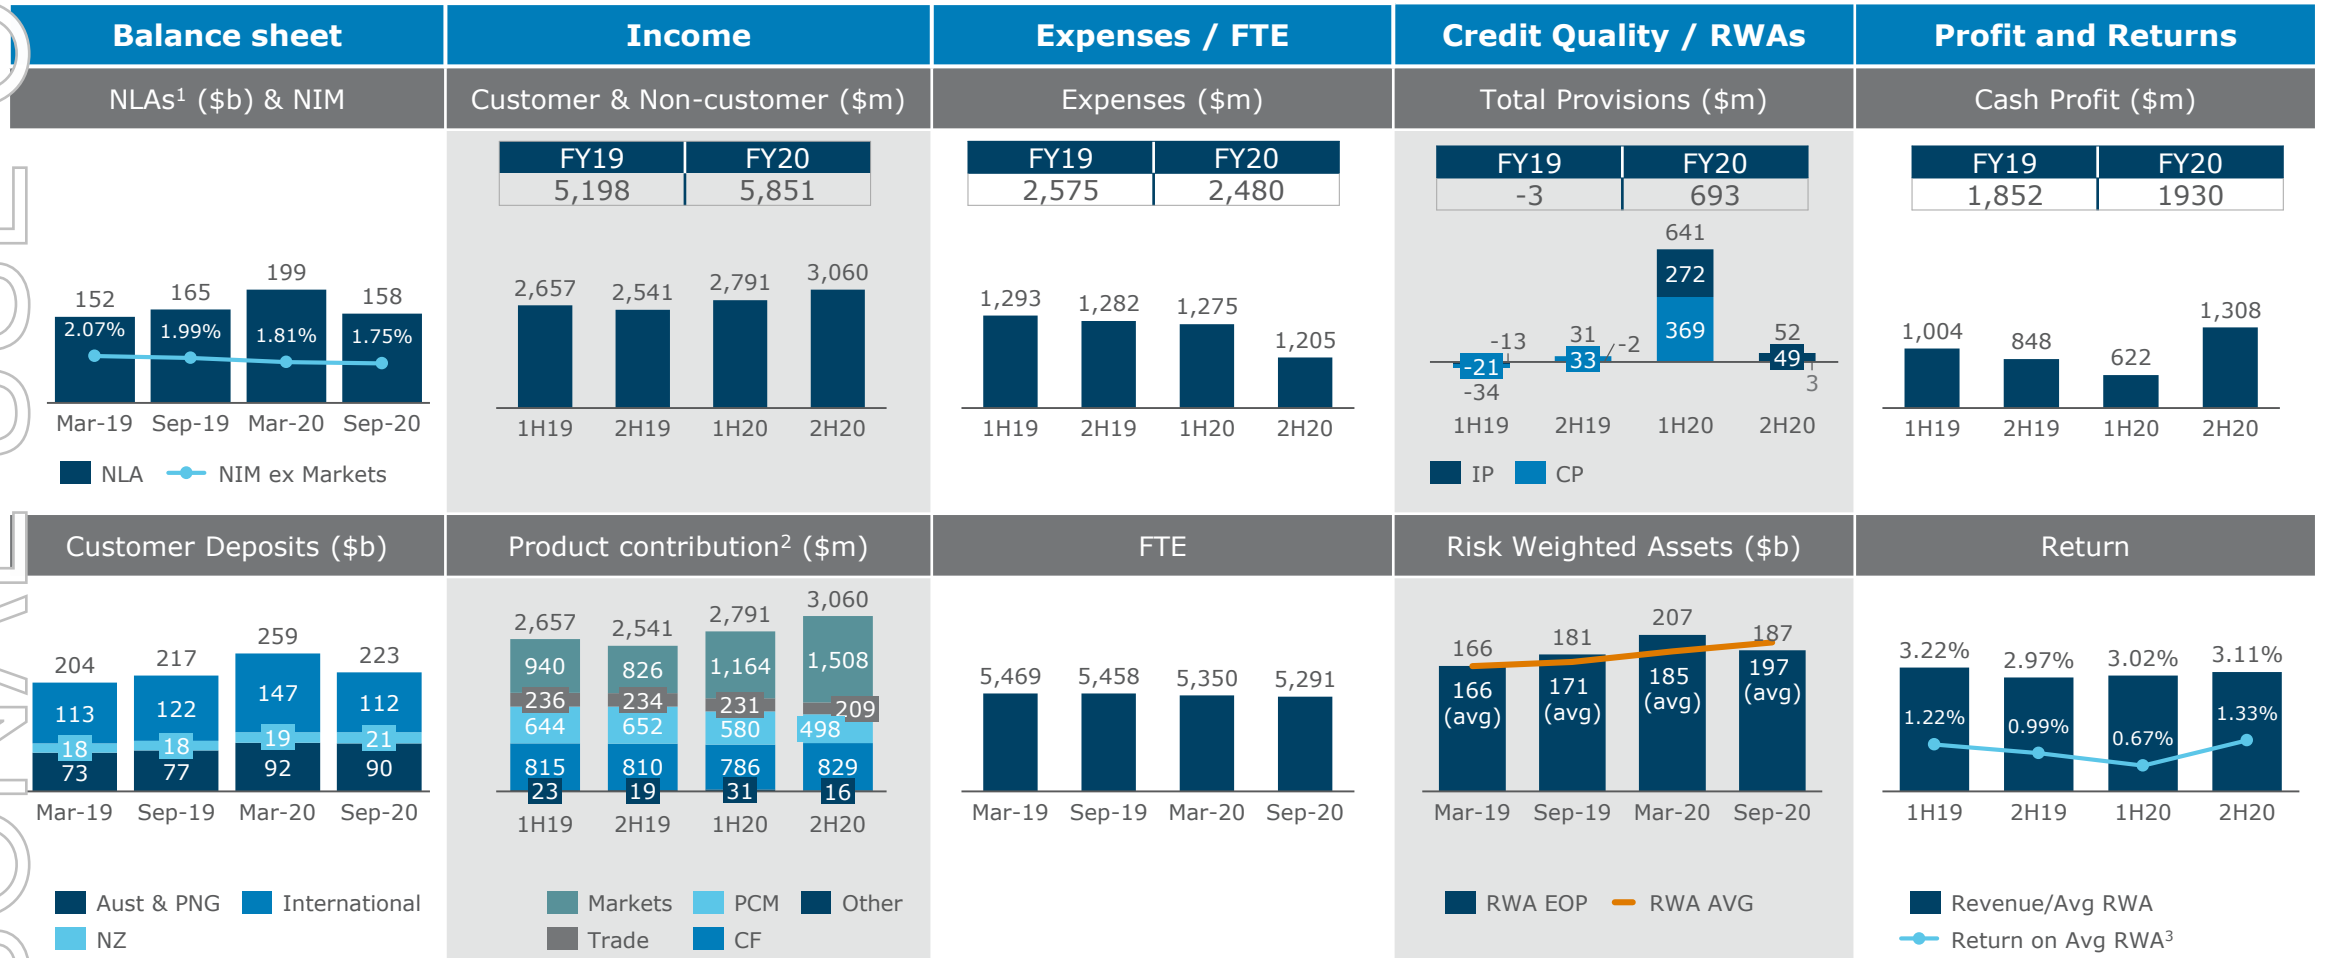 Balance sheet
Income
Expenses / FTE
Credit Quality / RWAs
Profit and Returns
NLAs¹ ($b) & NIM
Customer & Non-customer ($m)
Expenses ($m)
Total Provisions ($m)
Cash Profit ($m)
152 165 199 158
2.07% 1.99% 1.81% 1.75%
Mar-19 Sep-19 Mar-20 Sep-20
NLA NIM ex Markets
FY19 FY20
5,198 5,851
2,657 2,541 2,791 3,060
1H19 2H19 1H20 2H20
FY19 FY20
2,575 2,480
1,293 1,282 1,275 1,205
1H19 2H19 1H20 2H20
FY19 FY20
-3 693
641
272
369
-13 31 -2 52
-21 33 49
-34 3
1H19 2H19 1H20 2H20
IP CP
FY19 FY20
1,852 1930
1,004 848 622 1,308
1H19 2H19 1H20 2H20
Customer Deposits ($b)
Product contribution² ($m)
FTE
Risk Weighted Assets ($b)
Return
204 217 259 223
113 122 147 112
18 18 19 21
73 77 92 90
Mar-19 Sep-19 Mar-20 Sep-20
Aust & PNG International
NZ
2,657 2,541 2,791 3,060
940 826 1,164 1,508
236 234 231 209
644 652 580 498
815 810 786 829
23 19 31 16
1H19 2H19 1H20 2H20
Markets PCM Other
Trade CF
5,469 5,458 5,350 5,291
Mar-19 Sep-19 Mar-20 Sep-20
166 181 207 187
166 171 185 197
(avg) (avg) (avg) (avg)
Mar-19 Sep-19 Mar-20 Sep-20
RWA EOP RWA AVG
3.22% 2.97% 3.02% 3.11%
1.22% 0.99% 0.67% 1.33%
1H19 2H19 1H20 2H20
Revenue/Avg RWA
Return on Avg RWA³